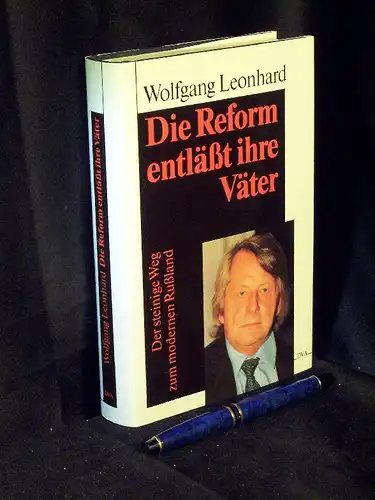 Wolfgang Leonhard
Die Reform
entläßt ihre
Väter
Der steinige Weg
zum modernen Rußland
DVA
Wolfgang Leonhard Die Reform entläßt ihre Väter
DVA